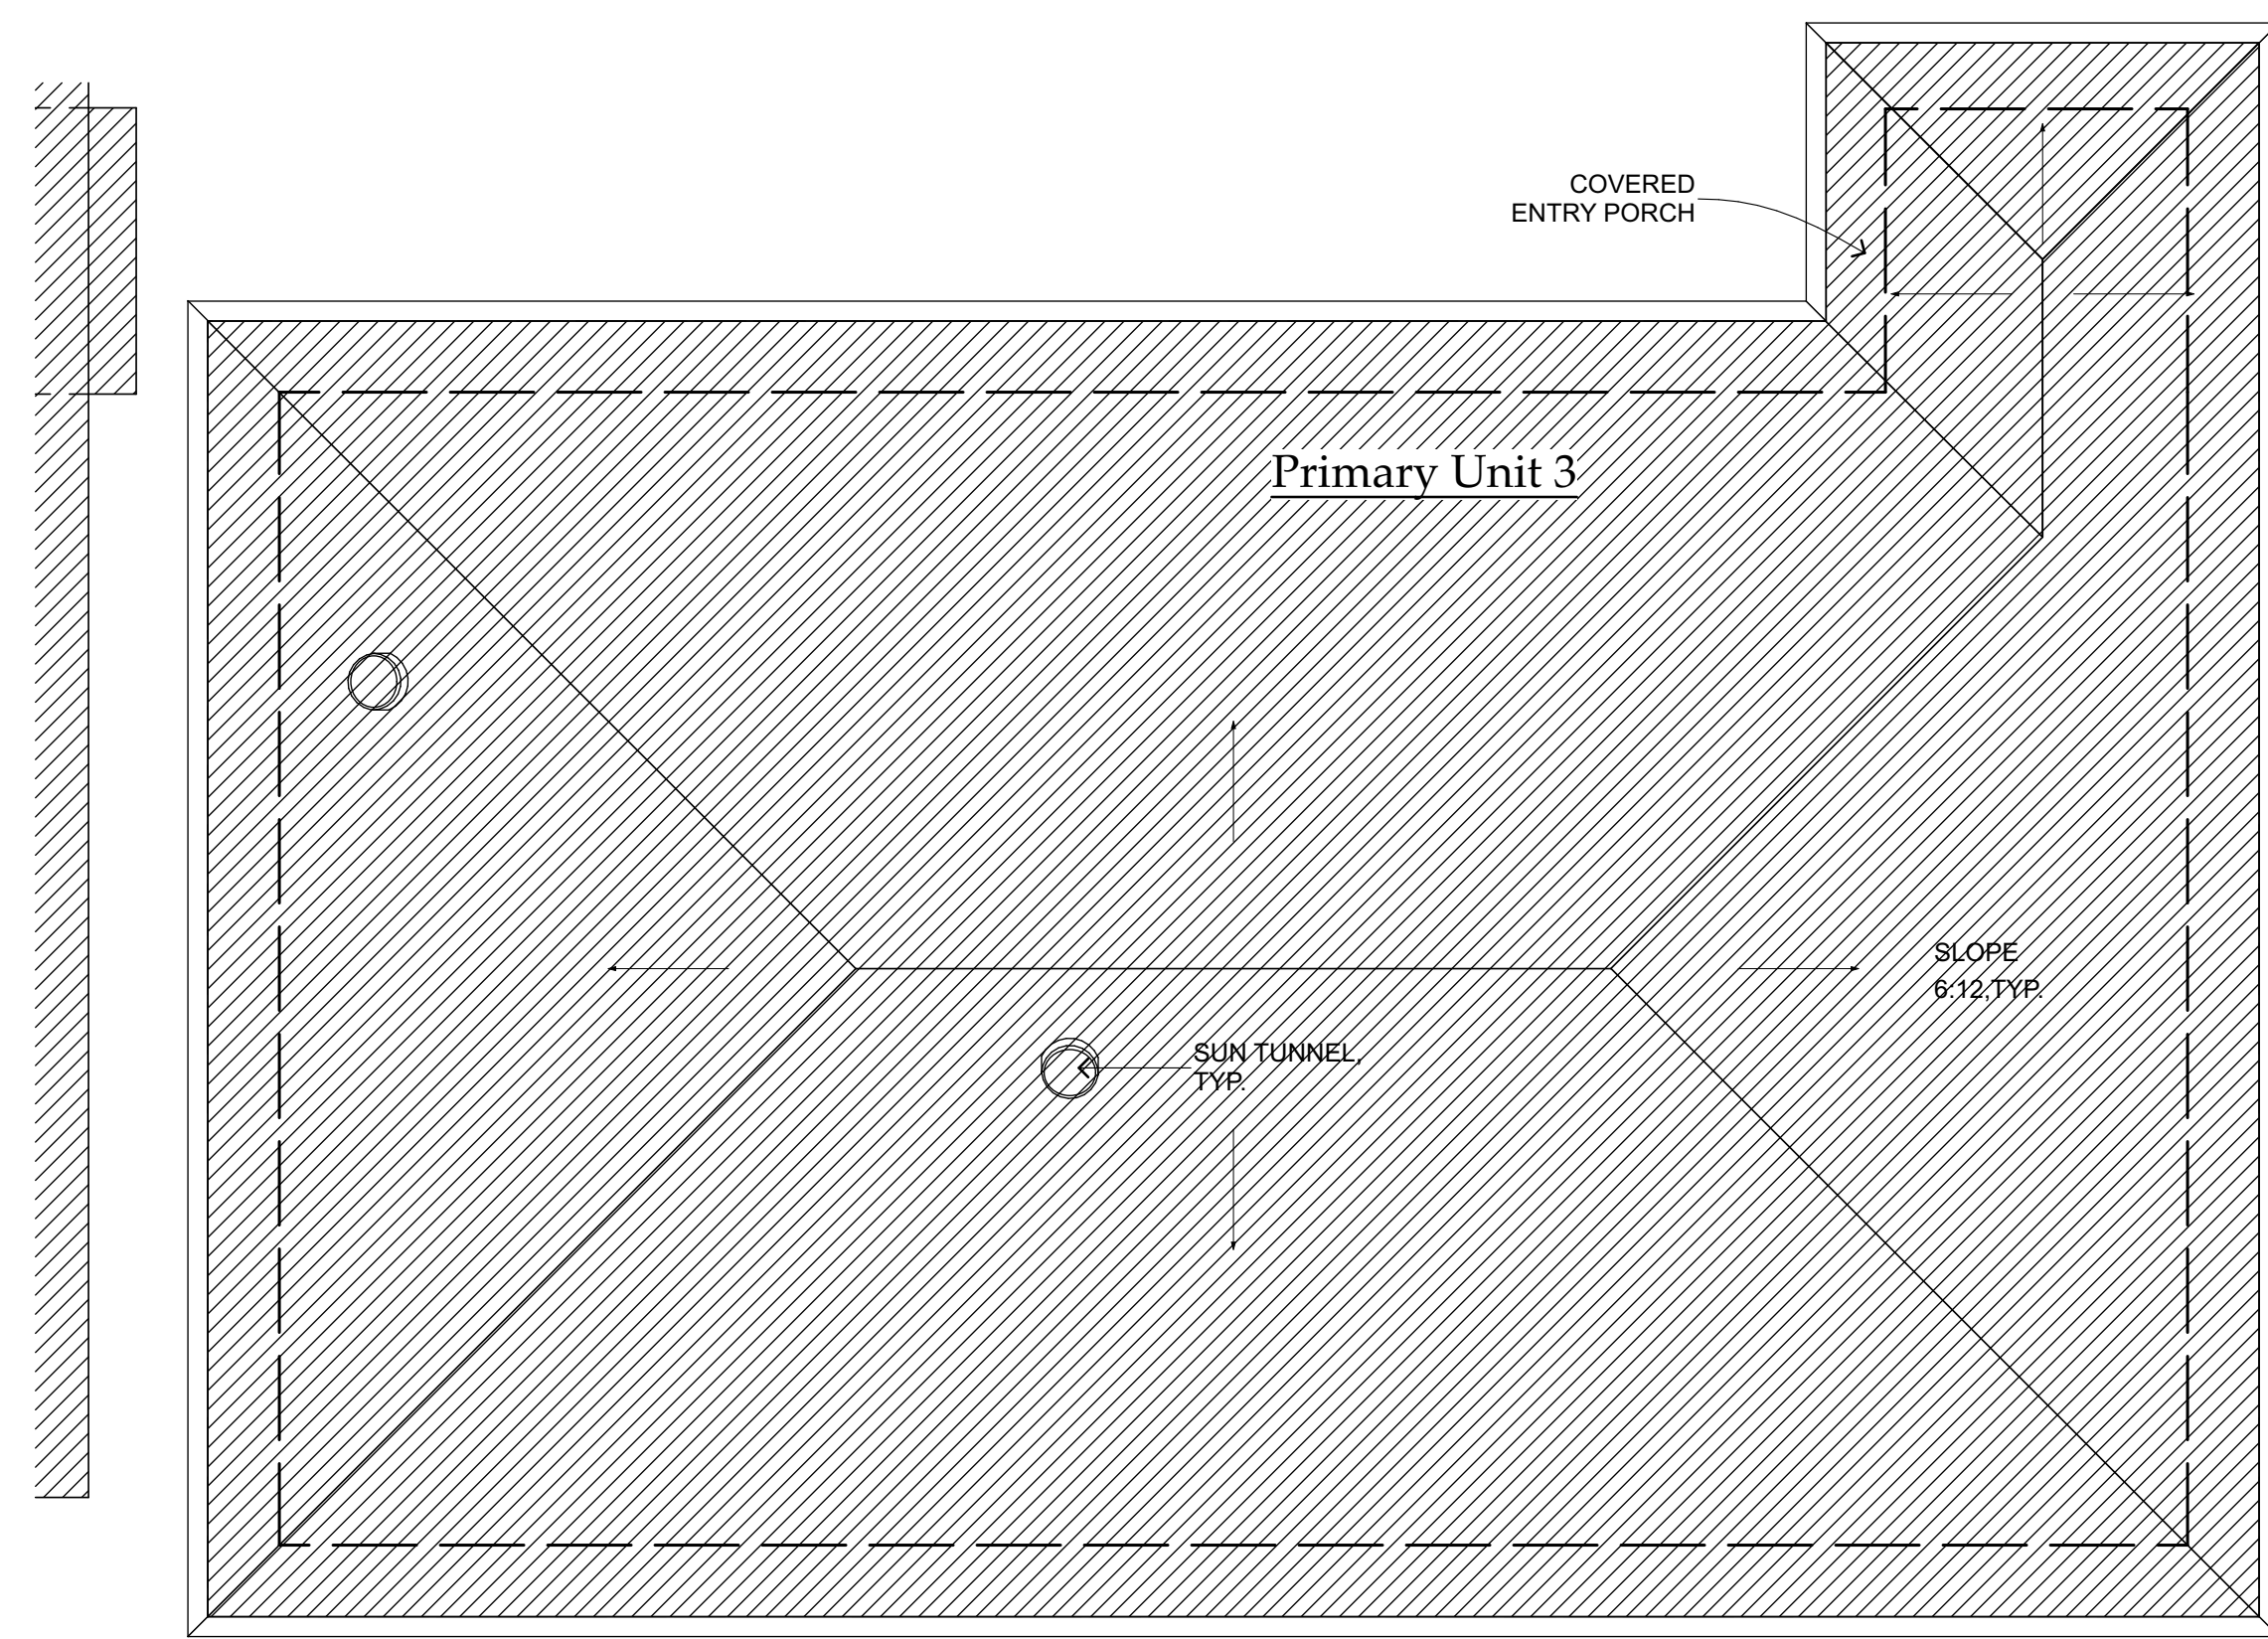 COVERED
ENTRY PORCH
Primary Unit 3
SLOPE
6:12,TYP.
SUN TUNNEL,
TYP.